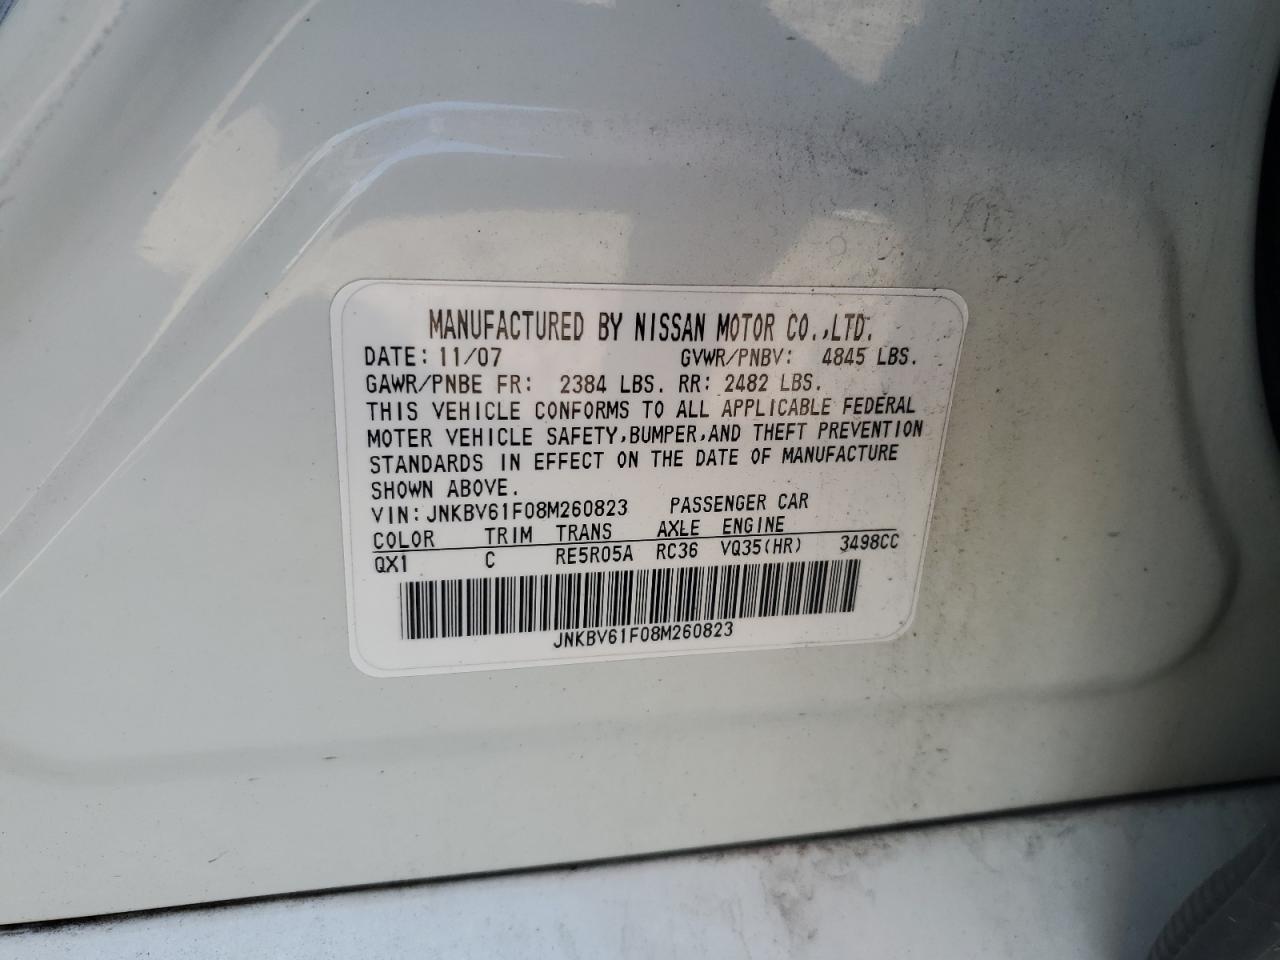 MANUFACTURED BY NISSAN MOTOR CO.,LTD.
DATE: 11/07 GVWR/PNBV: 4845 LBS.
GAWR/PNBE FR: 2384 LBS. RR: 2482 LBS.
THIS VEHICLE CONFORMS TO ALL APPLICABLE FEDERAL
MOTER VEHICLE SAFETY,BUMPER,AND THEFT PREVENTION
STANDARDS IN EFFECT ON THE DATE OF MANUFACTURE
SHOWN ABOVE.
VIN: JNKBV61F08M260823 PASSENGER CAR
COLOR TRIM TRANS AXLE ENGINE
QX1 C RE5R05A RC36 VQ35(HR) 3498CC
JNKBV61F08M260823